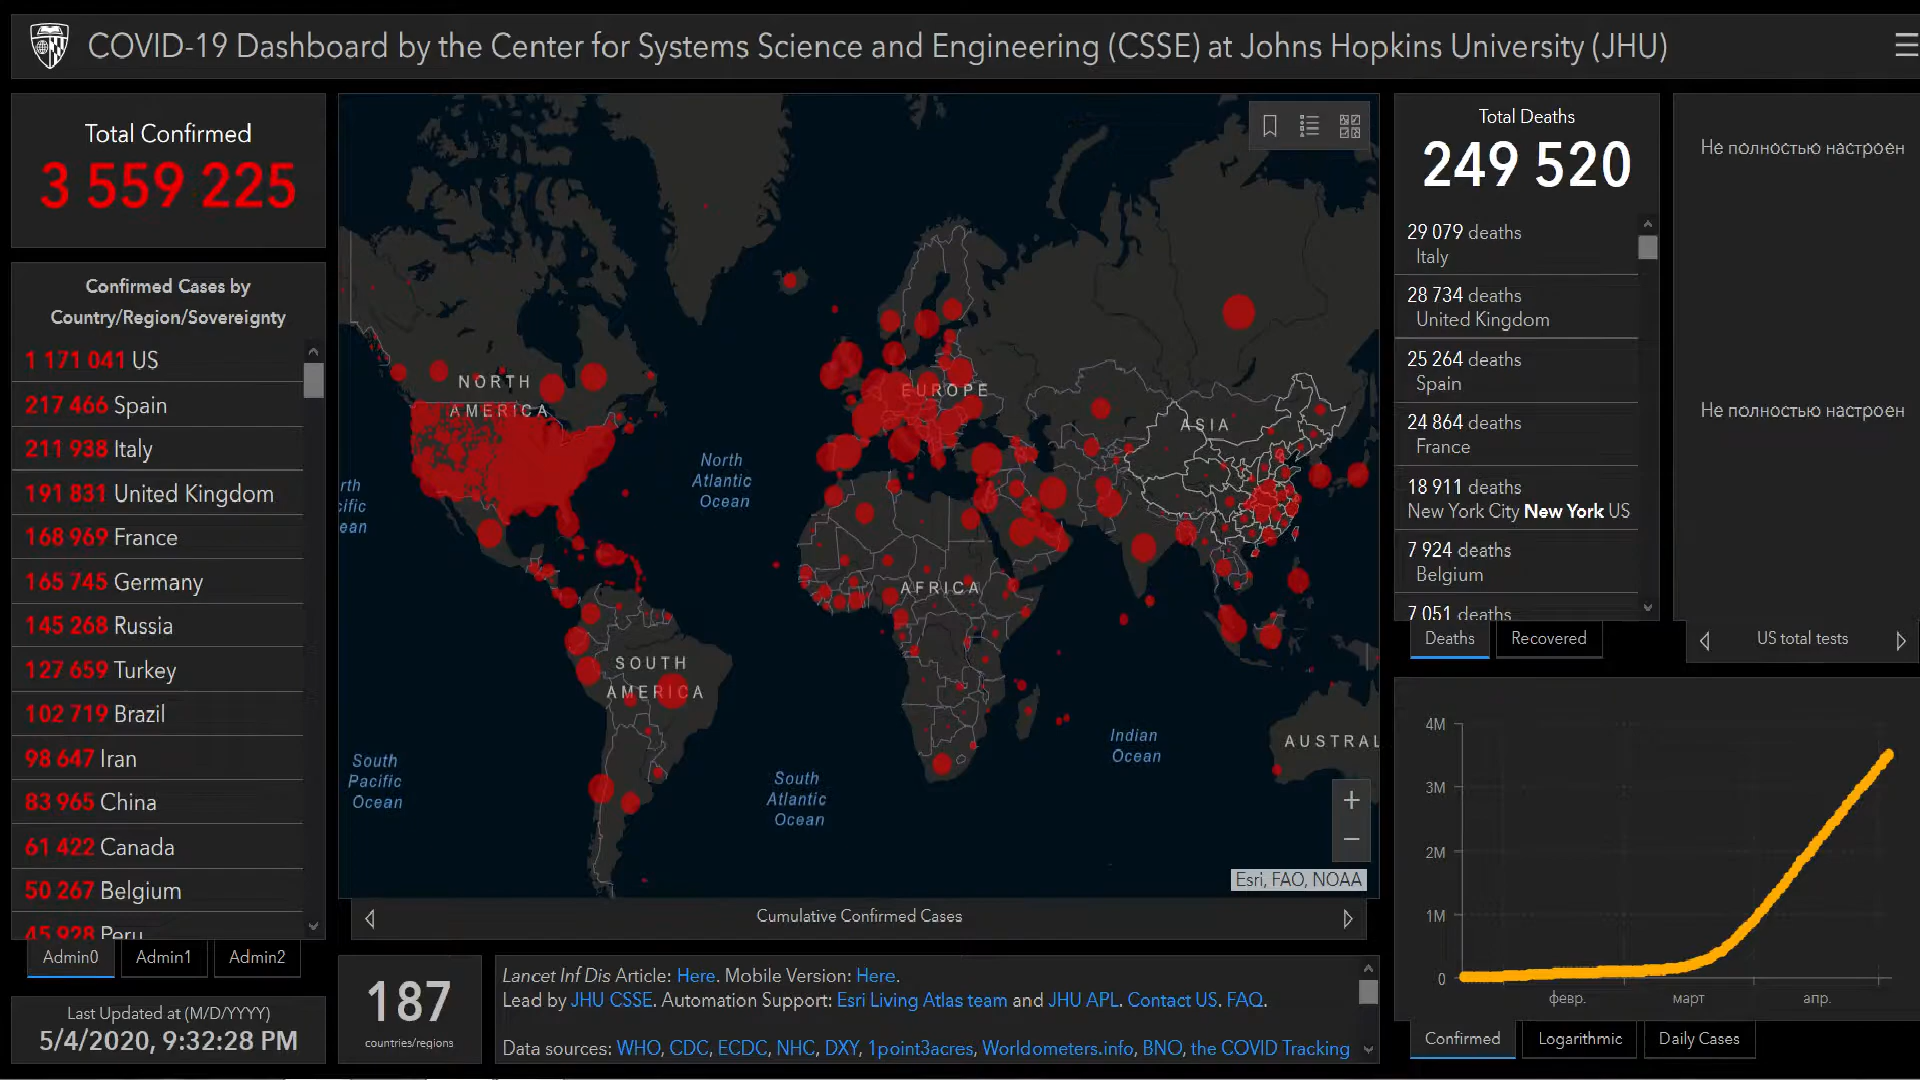 COVID-19 Dashboard by the Center for Systems Science and Engineering (CSSE) at Johns Hopkins University (JHU)
Total Confirmed
3 559 225
Confirmed Cases by
Country/Region/Sovereignty
1 171 041 US
217 466 Spain
211 938 Italy
191 831 United Kingdom
168 969 France
165 745 Germany
145 268 Russia
127 659 Turkey
102 719 Brazil
98 647 Iran
83 965 China
61 422 Canada
50 267 Belgium
45 928 Peru
Admin0
Admin1
Admin2
Last Updated at (M/D/YYYY)
5/4/2020, 9:32:28 PM
NORTH
AMERICA
EUROPE
ASIA
North
Atlantic
Ocean
rth
cific
ean
AFRICA
SOUTH
AMERICA
South
Pacific
Ocean
South
Atlantic
Ocean
Indian
Ocean
AUSTRAL
+
−
Esri, FAO, NOAA
Cumulative Confirmed Cases
187
countries/regions
Lancet Inf Dis Article: Here. Mobile Version: Here.
Lead by JHU CSSE. Automation Support: Esri Living Atlas team and JHU APL. Contact US. FAQ.
Data sources: WHO, CDC, ECDC, NHC, DXY, 1point3acres, Worldometers.info, BNO, the COVID Tracking
Total Deaths
249 520
29 079 deaths
Italy
28 734 deaths
United Kingdom
25 264 deaths
Spain
24 864 deaths
France
18 911 deaths
New York City New York US
7 924 deaths
Belgium
7 051 deaths
Deaths
Recovered
Не полностью настроен
Не полностью настроен
US total tests
4M
3M
2M
1M
0
февр.
март
апр.
Confirmed
Logarithmic
Daily Cases